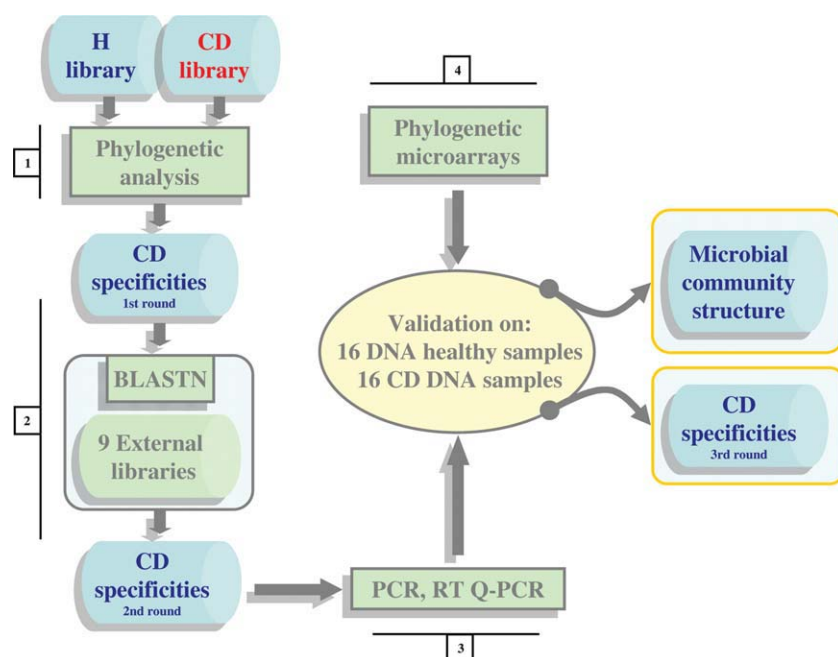 H
library
CD
library
1
Phylogenetic
analysis
CD
specificities
1st round
2
BLASTN
9 External
libraries
CD
specificities
2nd round
PCR, RT Q-PCR
3
4
Phylogenetic
microarrays
Validation on:
16 DNA healthy samples
16 CD DNA samples
Microbial
community
structure
CD
specificities
3rd round